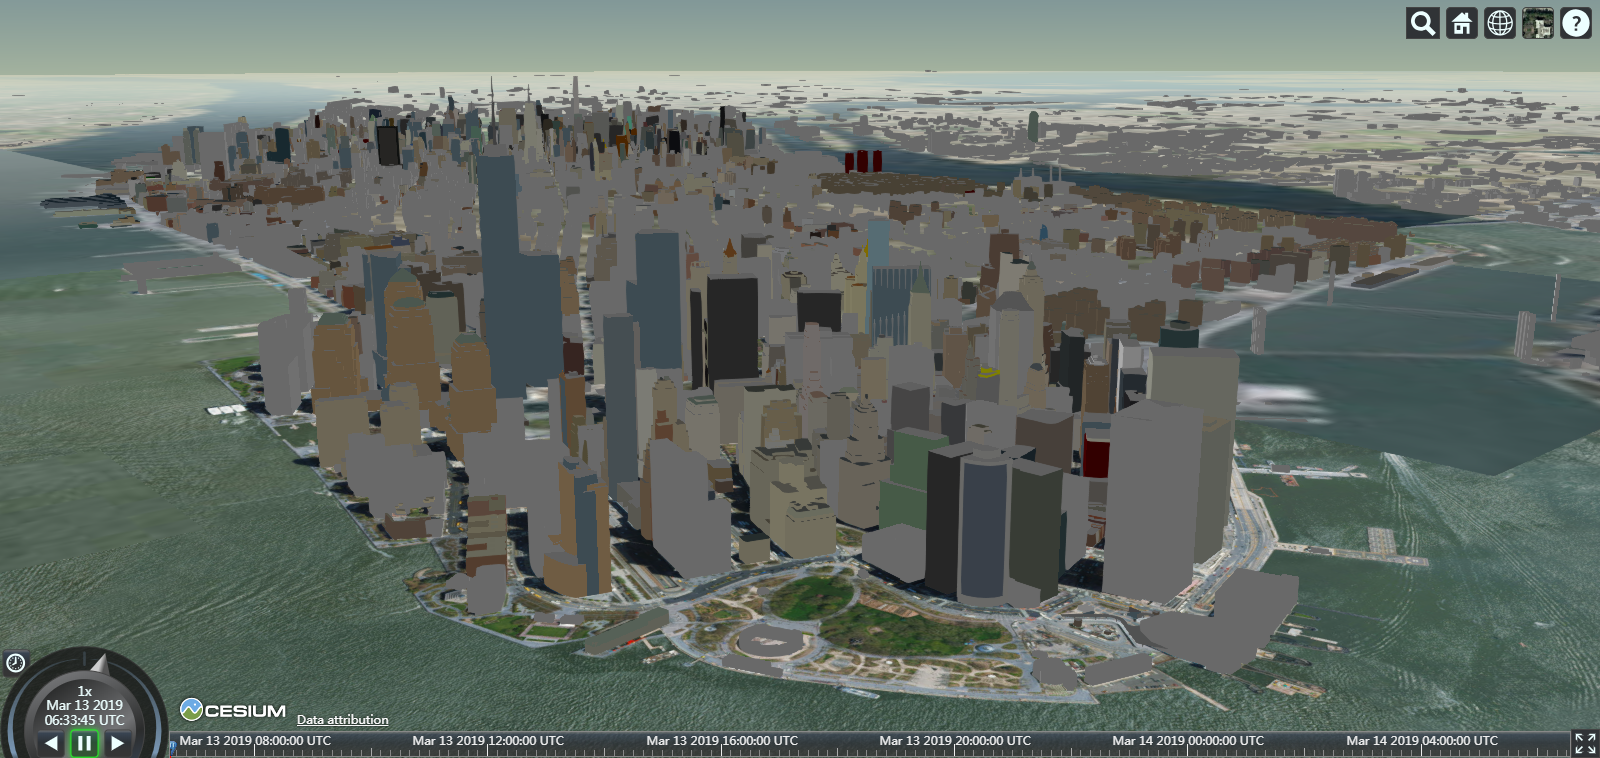 ?
1x
Mar 13 2019
06:33:45 UTC
CESIUM
Data attribution
Mar 13 2019 08:00:00 UTC
Mar 13 2019 12:00:00 UTC
Mar 13 2019 16:00:00 UTC
Mar 13 2019 20:00:00 UTC
Mar 14 2019 00:00:00 UTC
Mar 14 2019 04:00:00 UTC